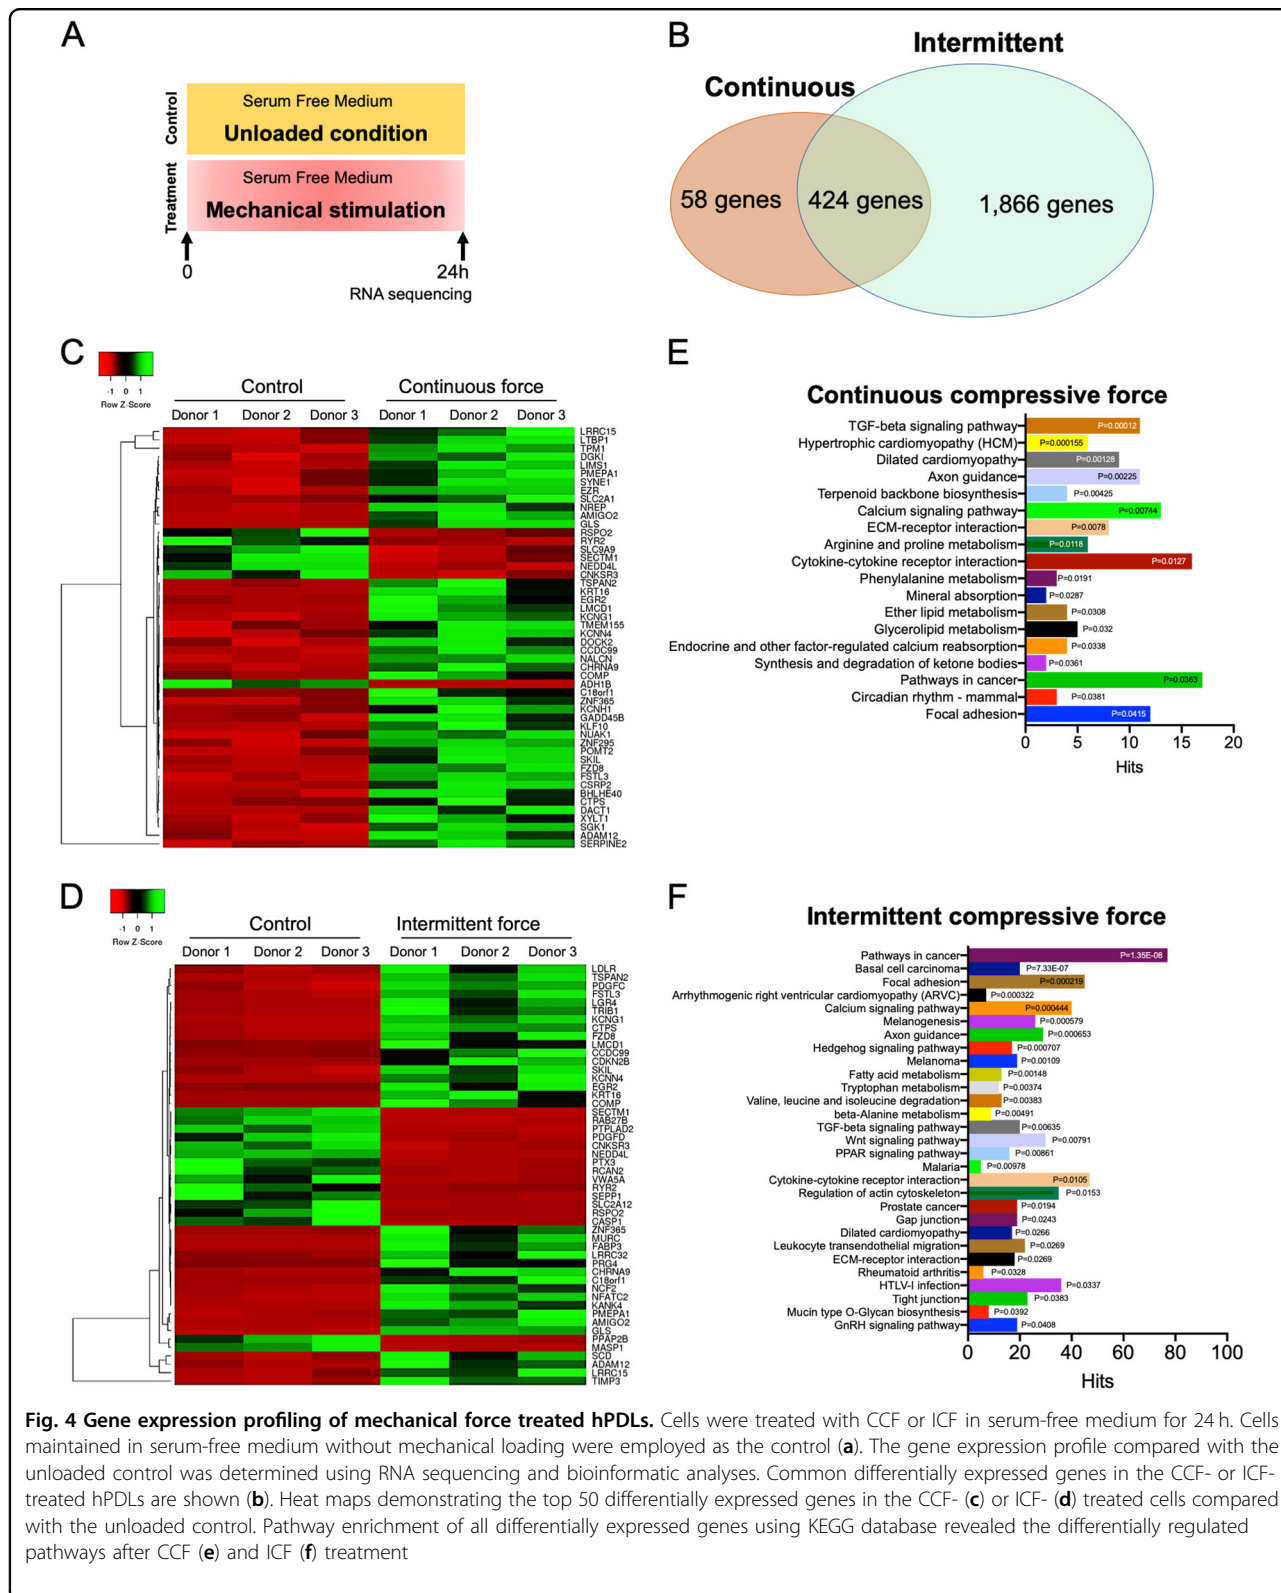 A
Control
Serum Free Medium
Unloaded condition
Treatment
Serum Free Medium
Mechanical stimulation
0
24h
RNA sequencing
B
Intermittent
Continuous
58 genes
424 genes
1,866 genes
C
-1 0 1
Row Z-Score
Control
Continuous force
Donor 1 Donor 2 Donor 3 Donor 1 Donor 2 Donor 3
LRRC15
LTBP1
TPM1
DGKI
LIMS1
PMEPA1
SYNE1
EZR
SLC2A1
NREP
AMIGO2
GLS
RSPO2
RYR2
SLC9A9
SECTM1
NEDD4L
CNKSR3
TSPAN2
KRT16
EGR2
LMCD1
KCNG1
TMEM155
KCNN4
DOCK2
CCDC99
NALCN
CHRNA9
COMP
ADH1B
C18orf1
ZNF365
KCNH1
GADD45B
KLF10
NUAK1
ZNF295
POMT2
SKIL
FZD8
FSTL3
CSRP2
BHLHE40
CTPS
DACT1
XYLT1
SGK1
ADAM12
SERPINE2
E
Continuous compressive force
TGF-beta signaling pathway P=0.00012
Hypertrophic cardiomyopathy (HCM) P=0.000155
Dilated cardiomyopathy P=0.00128
Axon guidance P=0.00225
Terpenoid backbone biosynthesis P=0.00425
Calcium signaling pathway P=0.00744
ECM-receptor interaction P=0.0078
Arginine and proline metabolism P=0.0118
Cytokine-cytokine receptor interaction P=0.0127
Phenylalanine metabolism P=0.0191
Mineral absorption P=0.0287
Ether lipid metabolism P=0.0308
Glycerolipid metabolism P=0.032
Endocrine and other factor-regulated calcium reabsorption P=0.0338
Synthesis and degradation of ketone bodies P=0.0361
Pathways in cancer P=0.0363
Circadian rhythm - mammal P=0.0381
Focal adhesion P=0.0415
0 5 10 15 20
Hits
D
-1 0 1
Row Z-Score
Control
Intermittent force
Donor 1 Donor 2 Donor 3 Donor 1 Donor 2 Donor 3
LDLR
TSPAN2
PDGFC
FSTL3
LGR4
TRIB1
KCNG1
CTPS
FZD8
LMCD1
CCDC99
CDKN2B
SKIL
KCNN4
EGR2
KRT16
COMP
SECTM1
RAB27B
PTPLAD2
PDGFD
CNKSR3
NEDD4L
PTX3
RCAN2
VWA5A
RYR2
SEPP1
SLC2A12
RSPO2
CASP1
ZNF365
MURC
FABP3
LRRC32
PRG4
CHRNA9
C18orf1
NCF2
NFATC2
KANK4
PMEPA1
AMIGO2
GLS
PPAP2B
MASP1
SCD
ADAM12
LRRC15
TIMP3
F
Intermittent compressive force
Pathways in cancer P=1.35E-08
Basal cell carcinoma P=7.33E-07
Focal adhesion P=0.000219
Arrhythmogenic right ventricular cardiomyopathy (ARVC) P=0.000322
Calcium signaling pathway P=0.000444
Melanogenesis P=0.000579
Axon guidance P=0.000653
Hedgehog signaling pathway P=0.000707
Melanoma P=0.00109
Fatty acid metabolism P=0.00148
Tryptophan metabolism P=0.00374
Valine, leucine and isoleucine degradation P=0.00383
beta-Alanine metabolism P=0.00491
TGF-beta signaling pathway P=0.00635
Wnt signaling pathway P=0.00791
PPAR signaling pathway P=0.00861
Malaria P=0.00978
Cytokine-cytokine receptor interaction P=0.0105
Regulation of actin cytoskeleton P=0.0153
Prostate cancer P=0.0194
Gap junction P=0.0243
Dilated cardiomyopathy P=0.0266
Leukocyte transendothelial migration P=0.0269
ECM-receptor interaction P=0.0269
Rheumatoid arthritis P=0.0328
HTLV-I infection P=0.0337
Tight junction P=0.0383
Mucin type O-Glycan biosynthesis P=0.0392
GnRH signaling pathway P=0.0408
0 20 40 60 80 100
Hits
Fig. 4 Gene expression profiling of mechanical force treated hPDLs. Cells were treated with CCF or ICF in serum-free medium for 24 h. Cells
maintained in serum-free medium without mechanical loading were employed as the control (a). The gene expression profile compared with the
unloaded control was determined using RNA sequencing and bioinformatic analyses. Common differentially expressed genes in the CCF- or ICF-
treated hPDLs are shown (b). Heat maps demonstrating the top 50 differentially expressed genes in the CCF- (c) or ICF- (d) treated cells compared
with the unloaded control. Pathway enrichment of all differentially expressed genes using KEGG database revealed the differentially regulated
pathways after CCF (e) and ICF (f) treatment